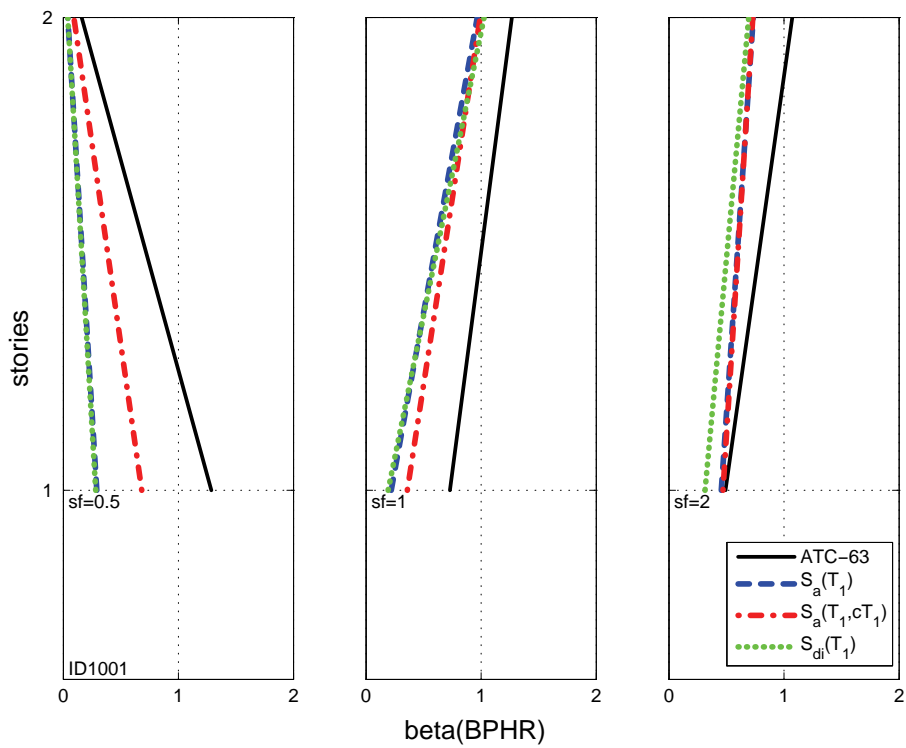 2
stories
1
sf=0.5
sf=1
sf=2
ATC−63
S_a(T_1)
S_a(T_1,cT_1)
S_di(T_1)
ID1001
0 1 2
0 1 2
0 1 2
beta(BPHR)